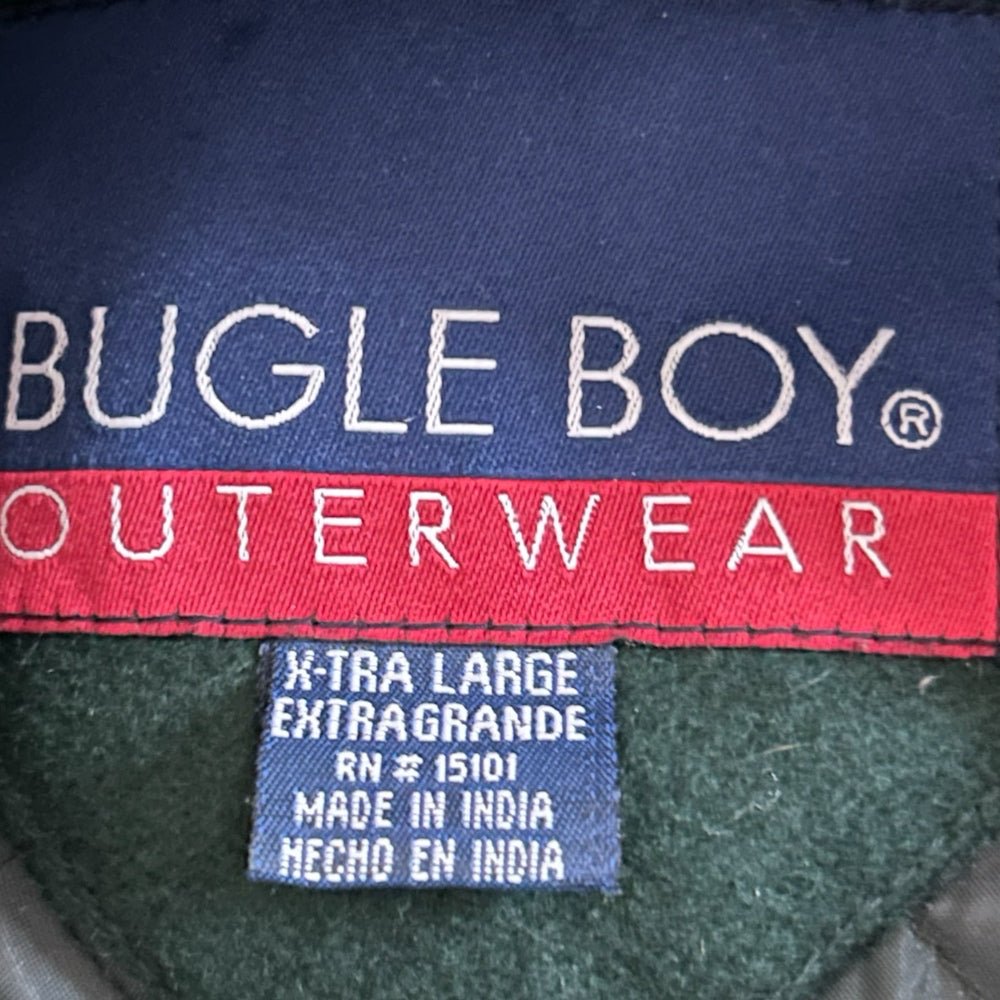 BUGLE BOY®
OUTERWEAR
X-TRA LARGE
EXTRAGRANDE
RN # 15101
MADE IN INDIA
HECHO EN INDIA